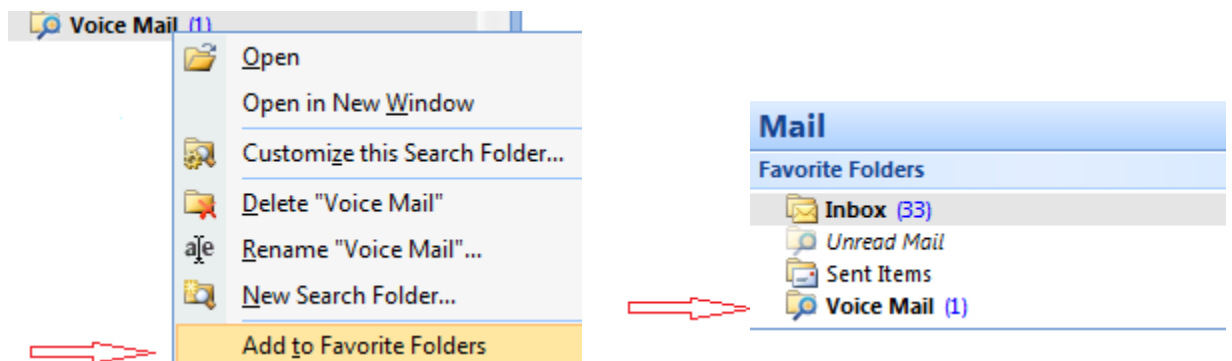 Voice Mail (1)
Open
Open in New Window
Customize this Search Folder...
Delete "Voice Mail"
Rename "Voice Mail"...
New Search Folder...
Add to Favorite Folders
Mail
Favorite Folders
Inbox (33)
Unread Mail
Sent Items
Voice Mail (1)